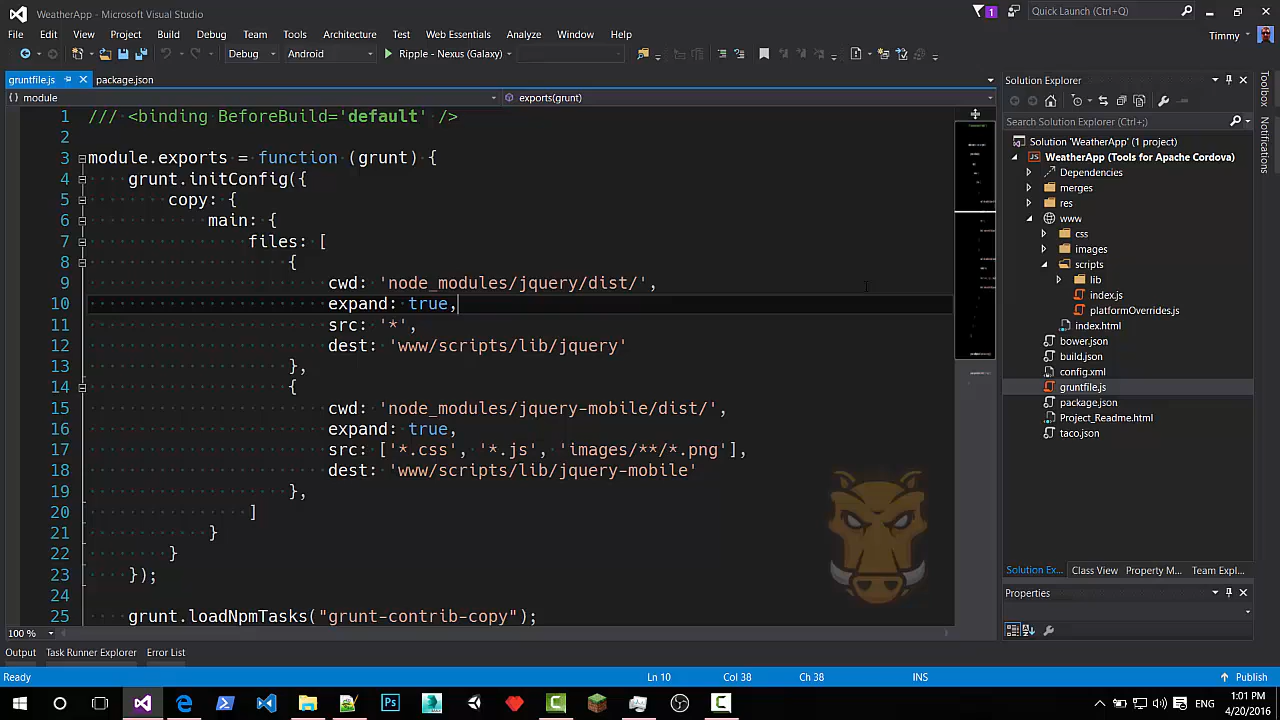 WeatherApp - Microsoft Visual Studio
1
Quick Launch (Ctrl+;)
File Edit View Project Build Debug Team Tools Architecture Test Web Essentials Analyze Window Help
Timmy
Debug Android Ripple - Nexus (Galaxy)
gruntfile.js package.json
module exports(grunt)
1 /// <binding BeforeBuild='default' />
2
3 module.exports = function (grunt) {
4 grunt.initConfig({
5 copy: {
6 main: {
7 files: [
8 {
9 cwd: 'node_modules/jquery/dist/',
10 expand: true,
11 src: '*',
12 dest: 'www/scripts/lib/jquery'
13 },
14 {
15 cwd: 'node_modules/jquery-mobile/dist/',
16 expand: true,
17 src: ['*.css', '*.js', 'images/**/*.png'],
18 dest: 'www/scripts/lib/jquery-mobile'
19 },
20 ]
21 }
22 }
23 });
24
25 grunt.loadNpmTasks("grunt-contrib-copy");
100 %
Solution Explorer
Search Solution Explorer (Ctrl+;)
Solution 'WeatherApp' (1 project)
JS WeatherApp (Tools for Apache Cordova)
Dependencies
merges
res
www
css
images
scripts
lib
index.js
platformOverrides.js
index.html
bower.json
build.json
config.xml
gruntfile.js
package.json
Project_Readme.html
taco.json
Solution Ex... Class View Property M... Team Expl...
Properties
Toolbox
Notifications
Output Task Runner Explorer Error List
Ready Ln 10 Col 38 Ch 38 INS Publish
Ps
ENG
1:01 PM
4/20/2016